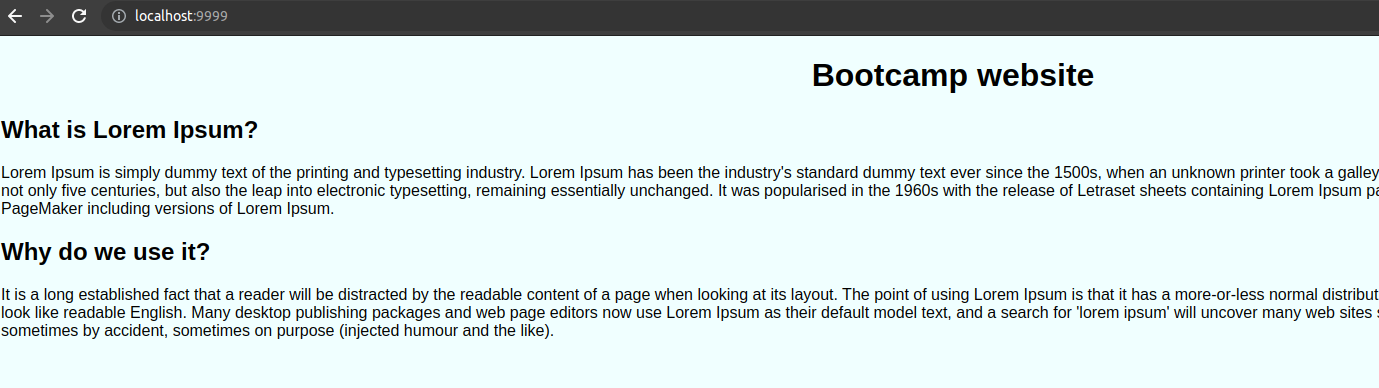 localhost:9999
Bootcamp website
What is Lorem Ipsum?
Lorem Ipsum is simply dummy text of the printing and typesetting industry. Lorem Ipsum has been the industry's standard dummy text ever since the 1500s, when an unknown printer took a galley
not only five centuries, but also the leap into electronic typesetting, remaining essentially unchanged. It was popularised in the 1960s with the release of Letraset sheets containing Lorem Ipsum
PageMaker including versions of Lorem Ipsum.
Why do we use it?
It is a long established fact that a reader will be distracted by the readable content of a page when looking at its layout. The point of using Lorem Ipsum is that it has a more-or-less normal
look like readable English. Many desktop publishing packages and web page editors now use Lorem Ipsum as their default model text, and a search for 'lorem ipsum' will uncover many web sites
sometimes by accident, sometimes on purpose (injected humour and the like).